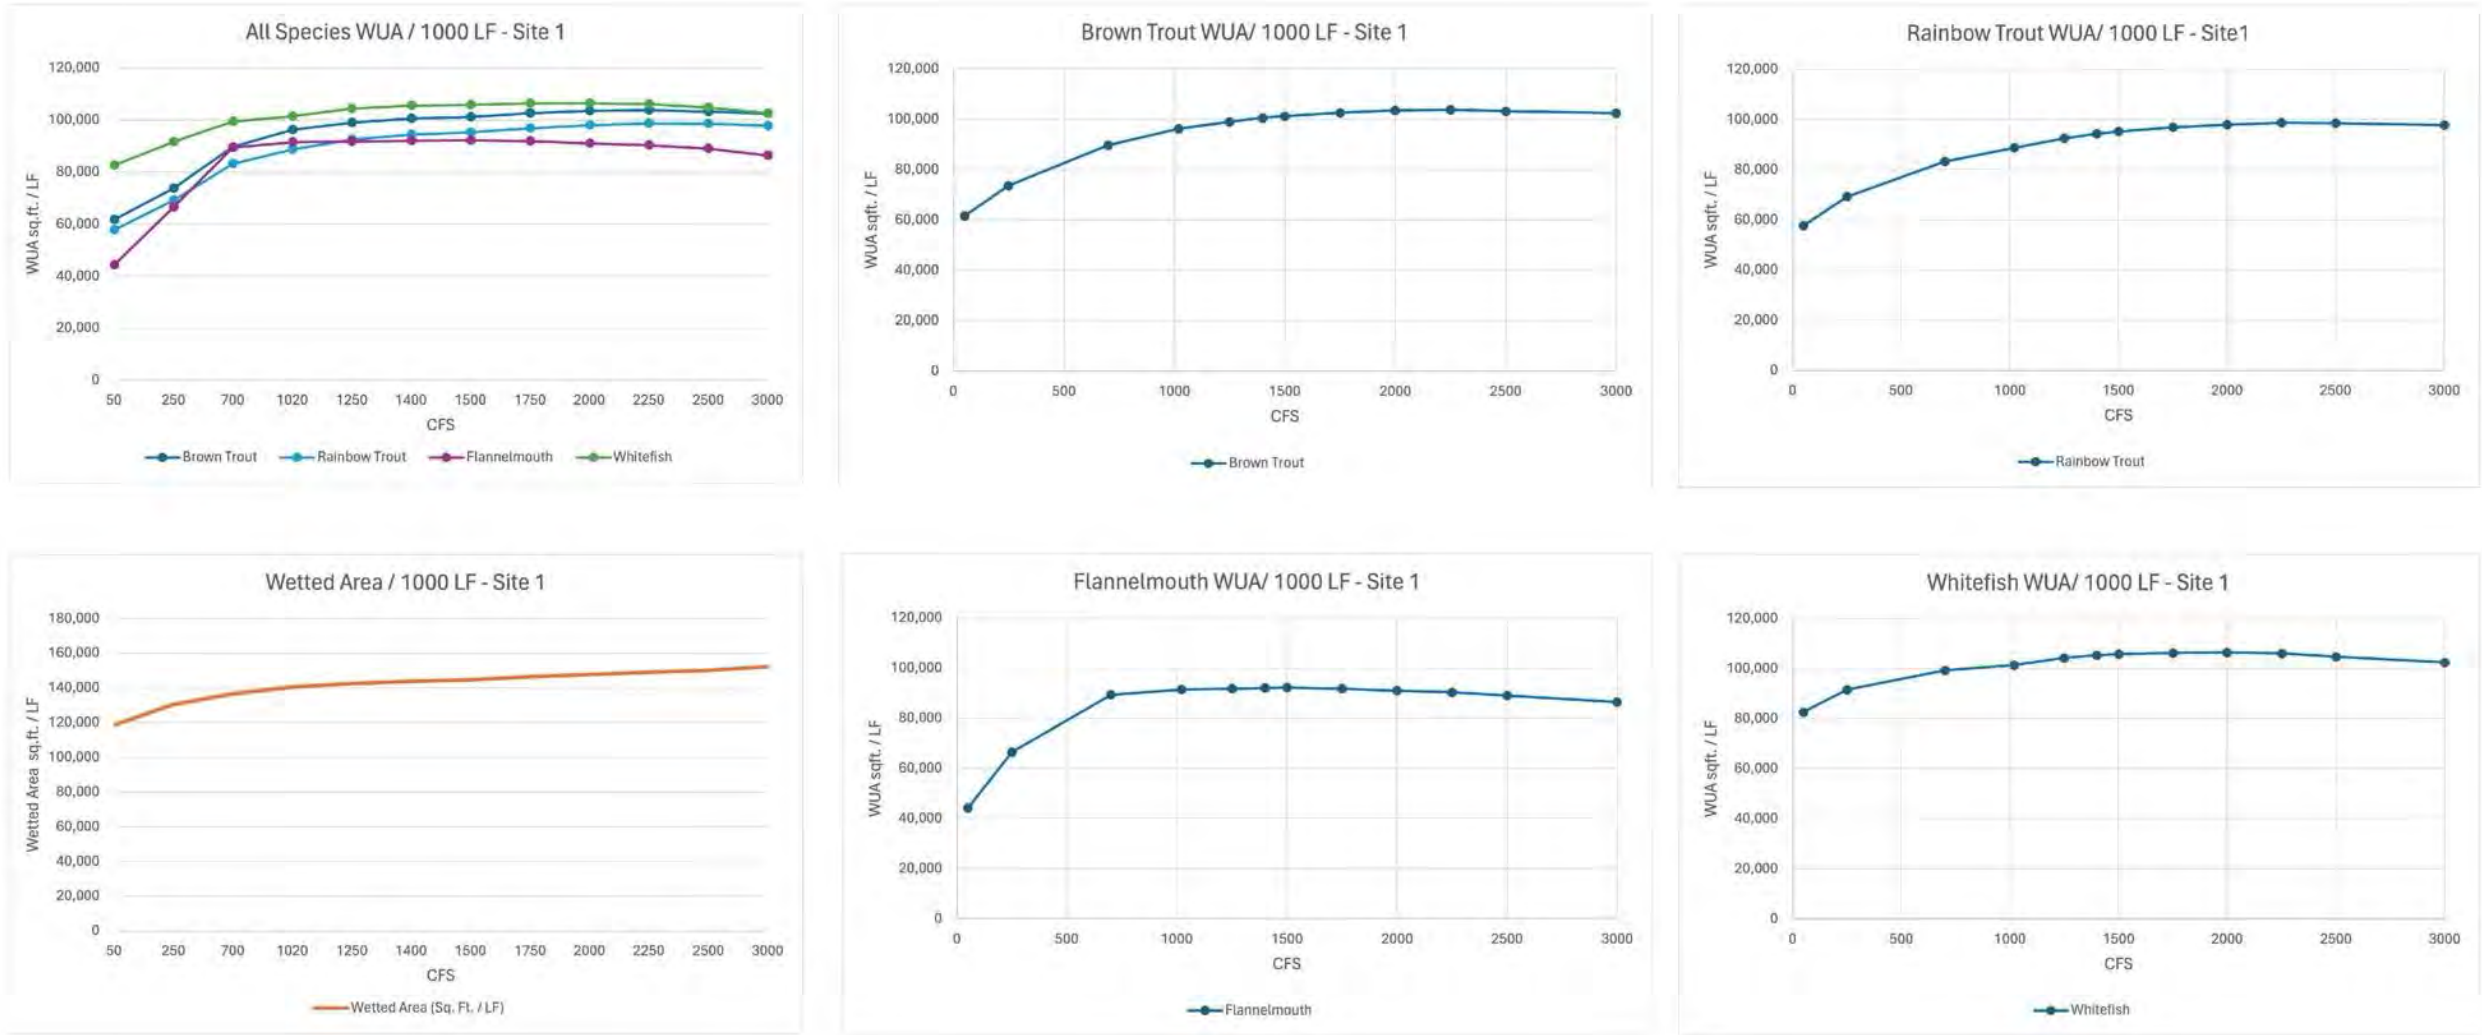 All Species WUA / 1000 LF - Site 1
120,000
100,000
80,000
60,000
40,000
20,000
0
WUA sq.ft. / LF
50 250 700 1020 1250 1400 1500 1750 2000 2250 2500 3000
CFS
Brown Trout Rainbow Trout Flannelmouth Whitefish
Brown Trout WUA/ 1000 LF - Site 1
120,000
100,000
80,000
60,000
40,000
20,000
0
WUA sqft. / LF
0 500 1000 1500 2000 2500 3000
CFS
Brown Trout
Rainbow Trout WUA/ 1000 LF - Site1
120,000
100,000
80,000
60,000
40,000
20,000
0
WUA sqft. / LF
0 500 1000 1500 2000 2500 3000
CFS
Rainbow Trout
Wetted Area / 1000 LF - Site 1
180,000
160,000
140,000
120,000
100,000
80,000
60,000
40,000
20,000
0
Wetted Area sq.ft. / LF
50 250 700 1020 1250 1400 1500 1750 2000 2250 2500 3000
CFS
Wetted Area (Sq. Ft. / LF)
Flannelmouth WUA/ 1000 LF - Site 1
120,000
100,000
80,000
60,000
40,000
20,000
0
WUA sqft. / LF
0 500 1000 1500 2000 2500 3000
CFS
Flannelmouth
Whitefish WUA/ 1000 LF - Site 1
120,000
100,000
80,000
60,000
40,000
20,000
0
WUA sqft. / LF
0 500 1000 1500 2000 2500 3000
CFS
Whitefish